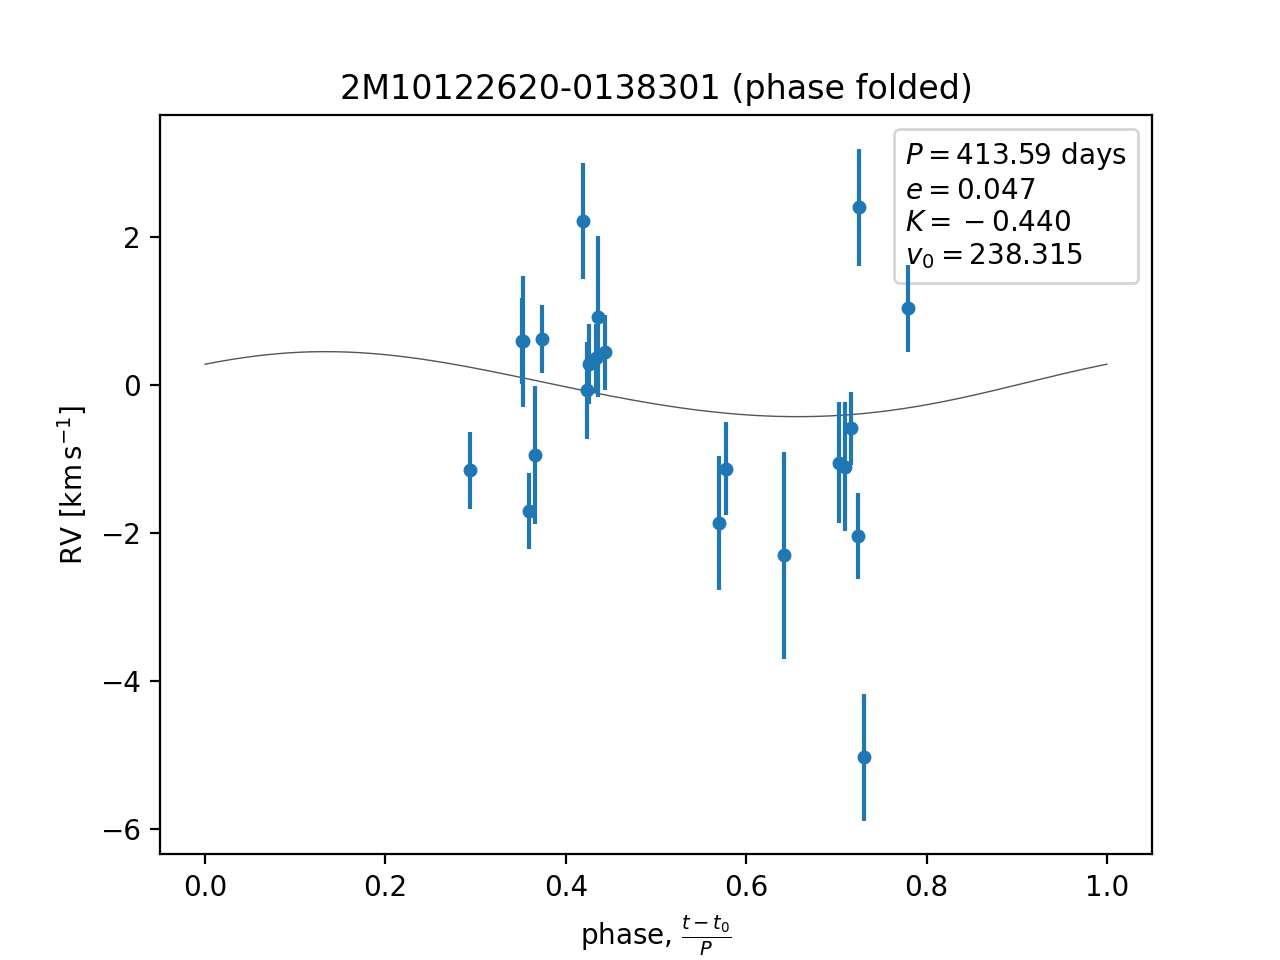 2M10122620-0138301 (phase folded)
P = 413.59 days
e = 0.047
K = −0.440
v₀ = 238.315
RV [km s⁻¹]
2
0
−2
−4
−6
0.0 0.2 0.4 0.6 0.8 1.0
phase, (t − t₀)/P